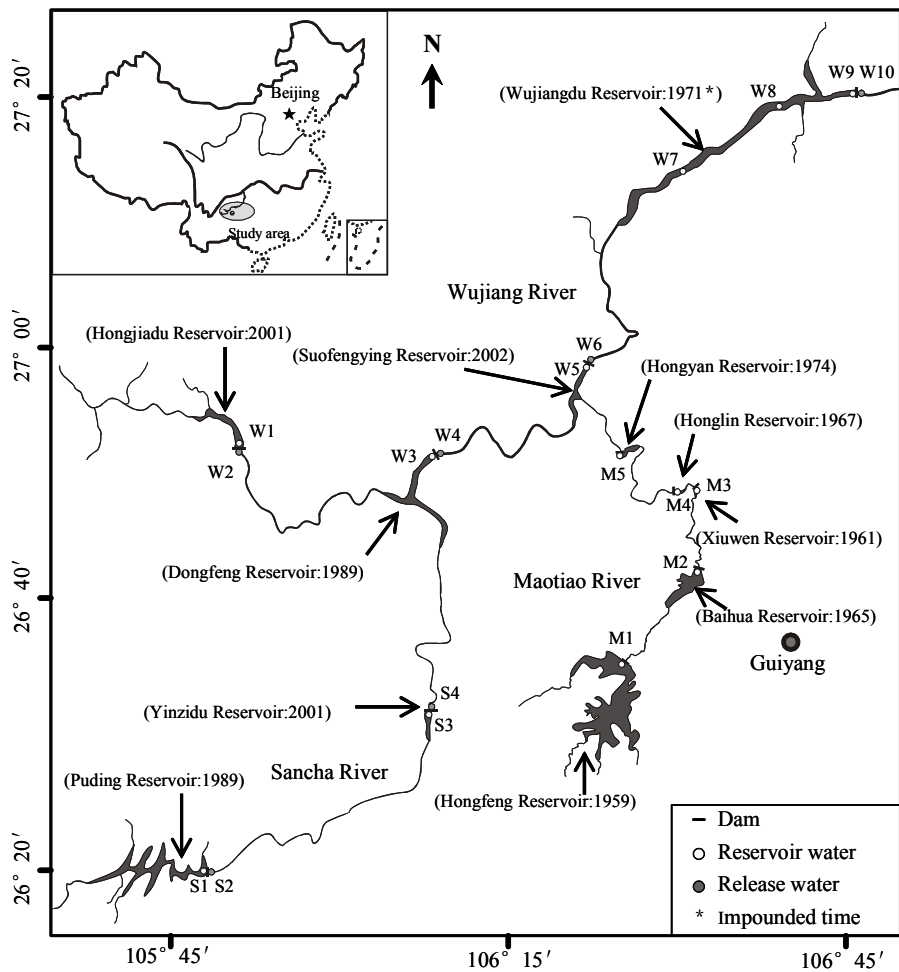 N
Beijing
Study area
27° 20′
27° 00′
26° 40′
26° 20′
105° 45′
106° 15′
106° 45′
(Wujiangdu Reservoir:1971*)
W8
W9 W10
W7
Wujiang River
(Hongjiadu Reservoir:2001)
(Suofengying Reservoir:2002)
W6
W5
(Hongyan Reservoir:1974)
(Honglin Reservoir:1967)
W1
W2
W3
W4
M5
M4
M3
(Xiuwen Reservoir:1961)
(Dongfeng Reservoir:1989)
Maotiao River
M2
(Baihua Reservoir:1965)
M1
Guiyang
(Yinzidu Reservoir:2001)
S4
S3
Sancha River
(Puding Reservoir:1989)
(Hongfeng Reservoir:1959)
S1 S2
Dam
Reservoir water
Release water
* Impounded time